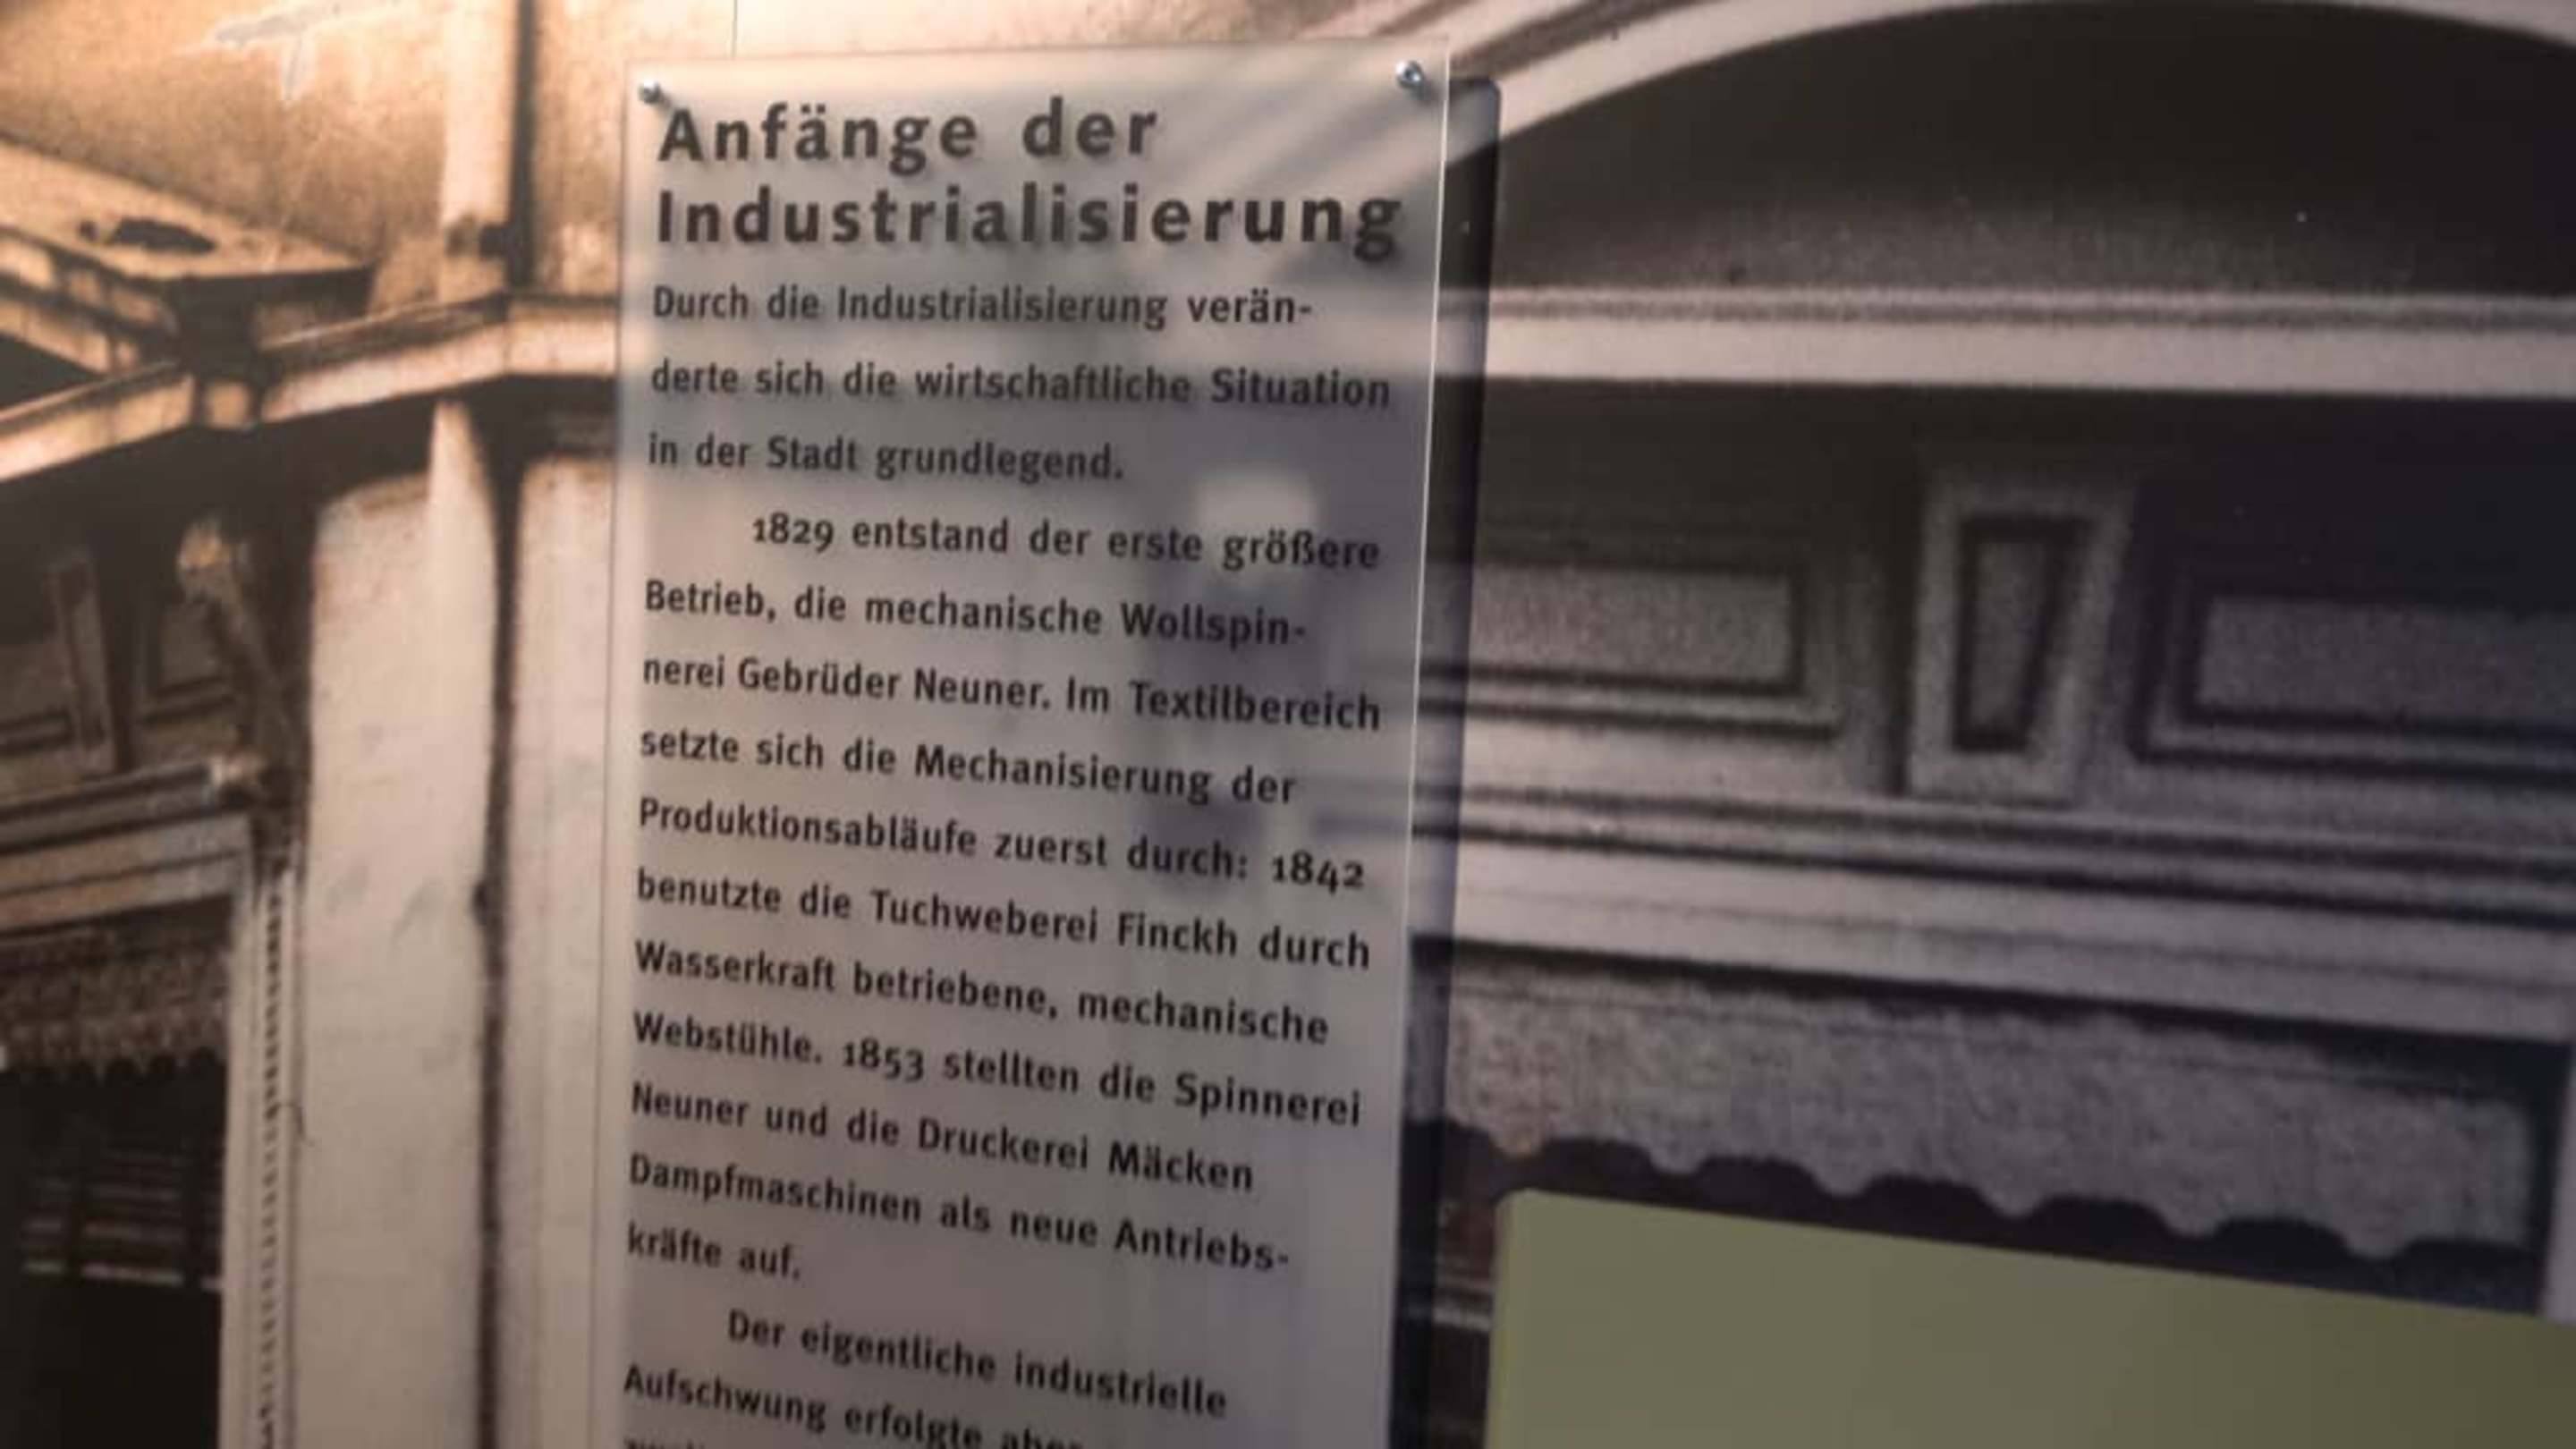 Anfänge der
Industrialisierung
Durch die Industrialisierung verän-
derte sich die wirtschaftliche Situation
in der Stadt grundlegend.
1829 entstand der erste größere
Betrieb, die mechanische Wollspin-
nerei Gebrüder Neuner. Im Textilbereich
setzte sich die Mechanisierung der
Produktionsabläufe zuerst durch: 1842
benutzte die Tuchweberei Finckh durch
Wasserkraft betriebene, mechanische
Webstühle. 1853 stellten die Spinnerei
Neuner und die Druckerei Mäcken
Dampfmaschinen als neue Antriebs-
kräfte auf.
Der eigentliche industrielle
Aufschwung erfolgte